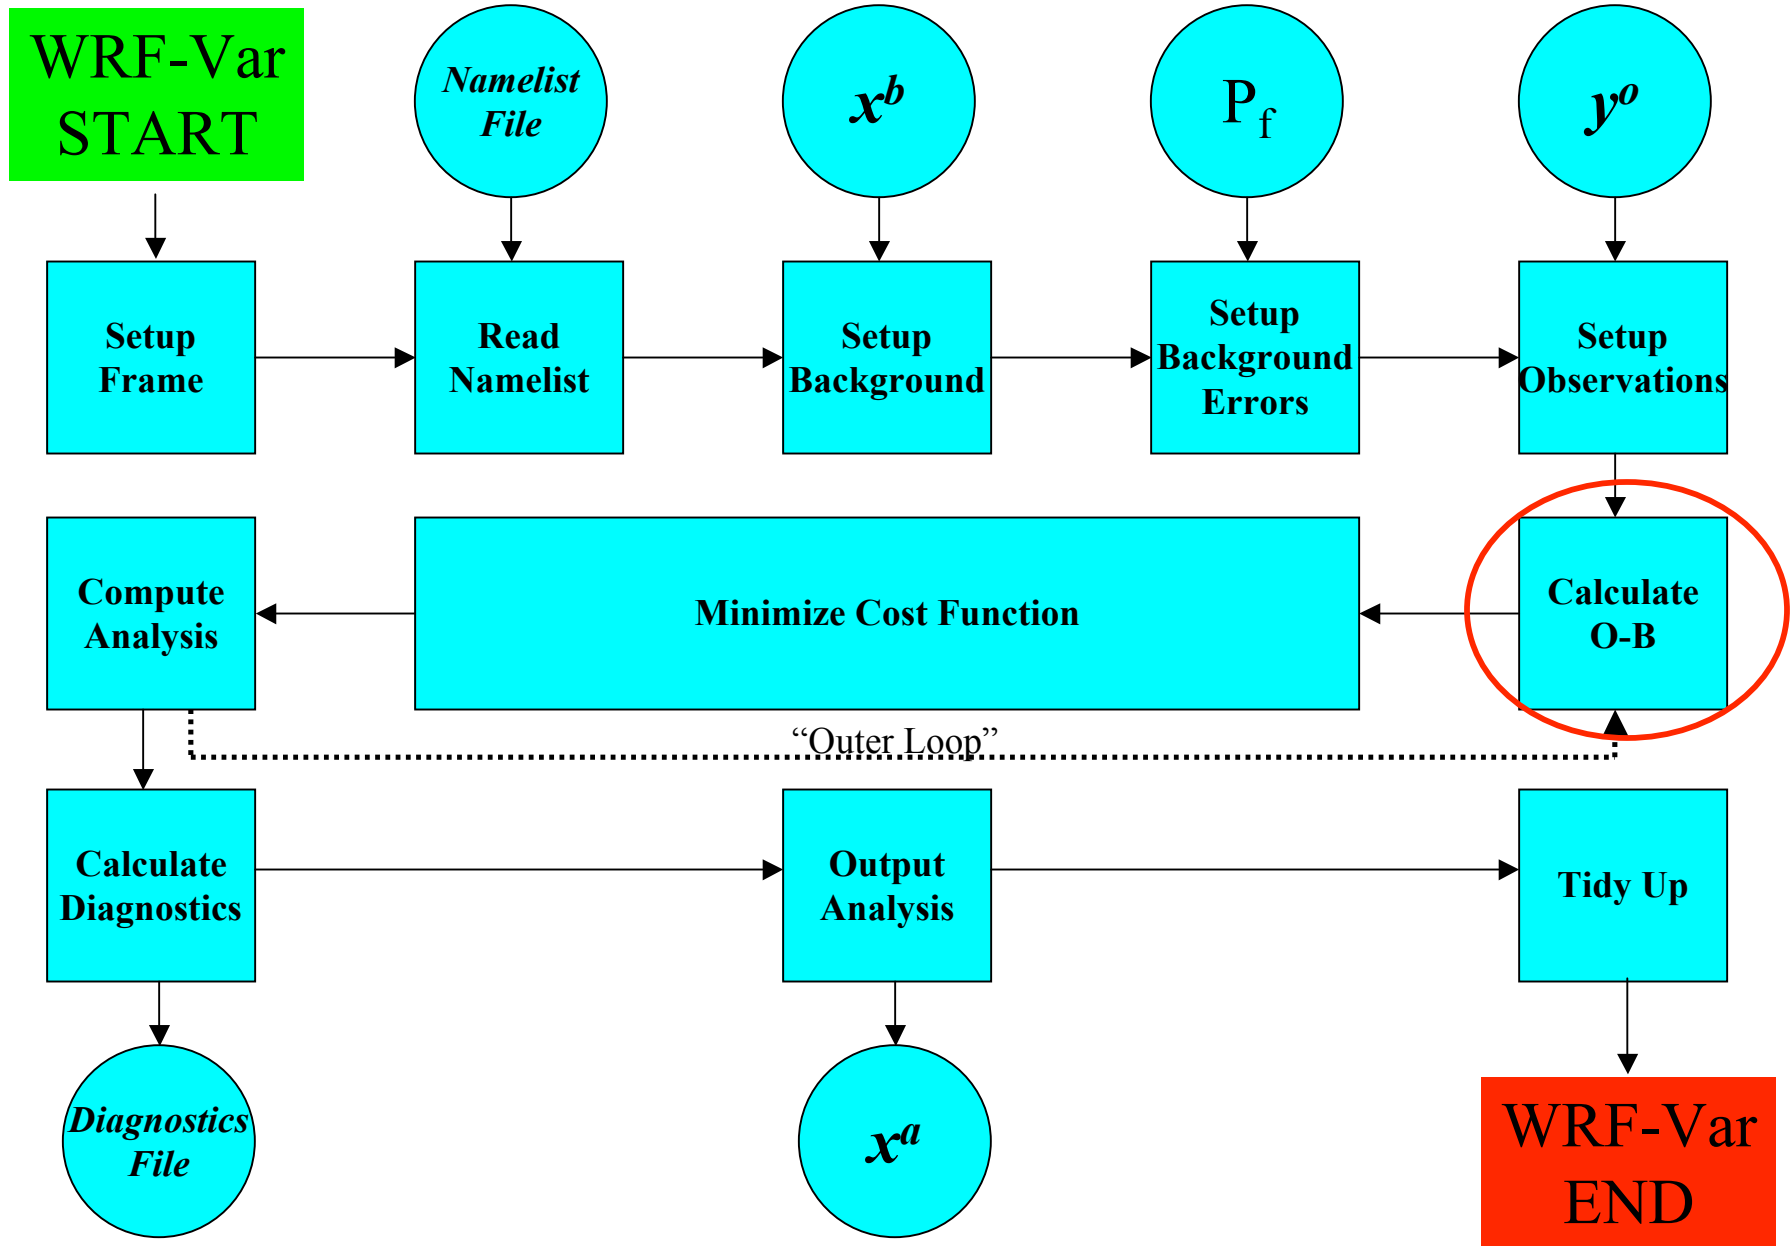 WRF-Var
START
Namelist
File
x^b
P_f
y^o
Setup
Frame
Read
Namelist
Setup
Background
Setup
Background
Errors
Setup
Observations
Compute
Analysis
Minimize Cost Function
Calculate
O-B
“Outer Loop”
Calculate
Diagnostics
Output
Analysis
Tidy Up
Diagnostics
File
x^a
WRF-Var
END